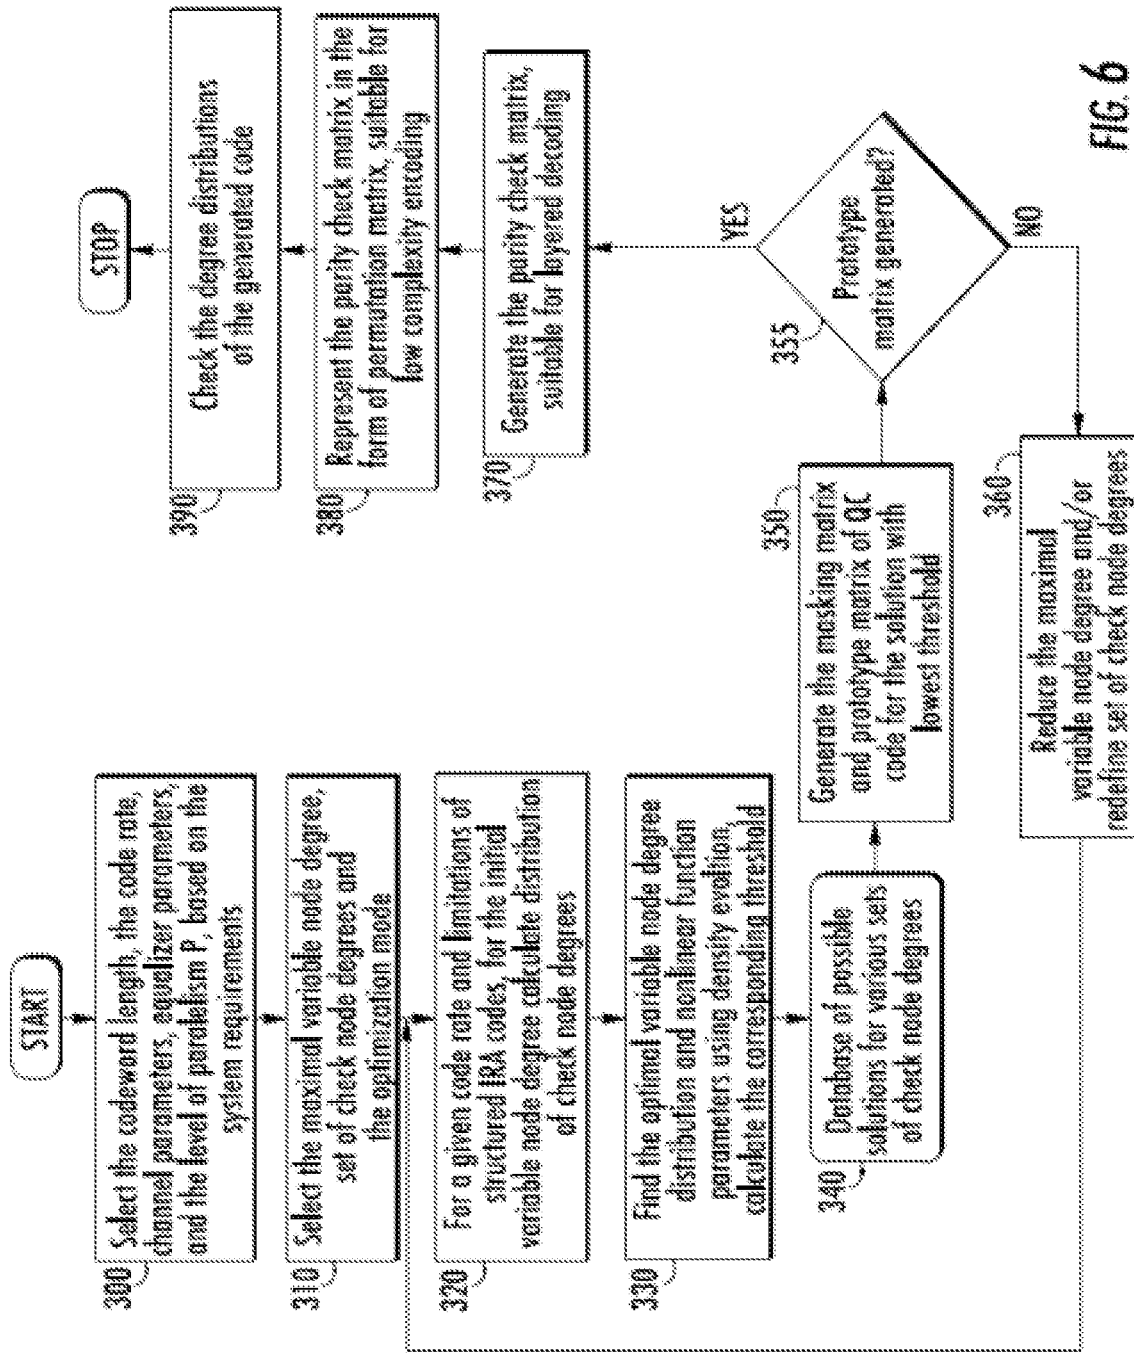 START
300
Select the codeword length, the code rate,
channel parameters, equalizer parameters,
and the level of paralelism P, based on the
system requirements
310
Select the maximal variable node degree,
set of check node degrees and
the optimization mode
320
For a given code rate and limitations of
structured IRA codes, for the initial
variable node degree calculate distribution
of check node degrees
330
Find the optimal variable node degree
distribution and nonlineer function
parameters using density evoltion,
calculate the corresponding threshold
340
Database of possible
solutions for various sets
of check node degrees
350
Generate the masking matrix
and prototype matrix of QC
code for the solution with
lowest threshold
355
Prototype
matrix generated?
YES
NO
360
Reduce the maximal
variable node degree and/or
redefine set of check node degrees
370
Generate the purity check matrix,
suitable for layered decoding
380
Represent the parity check matrix in the
form of permutation matrix, suitable for
low complexity encoding
390
Check the degree distributions
of the generated code
STOP
FIG. 6